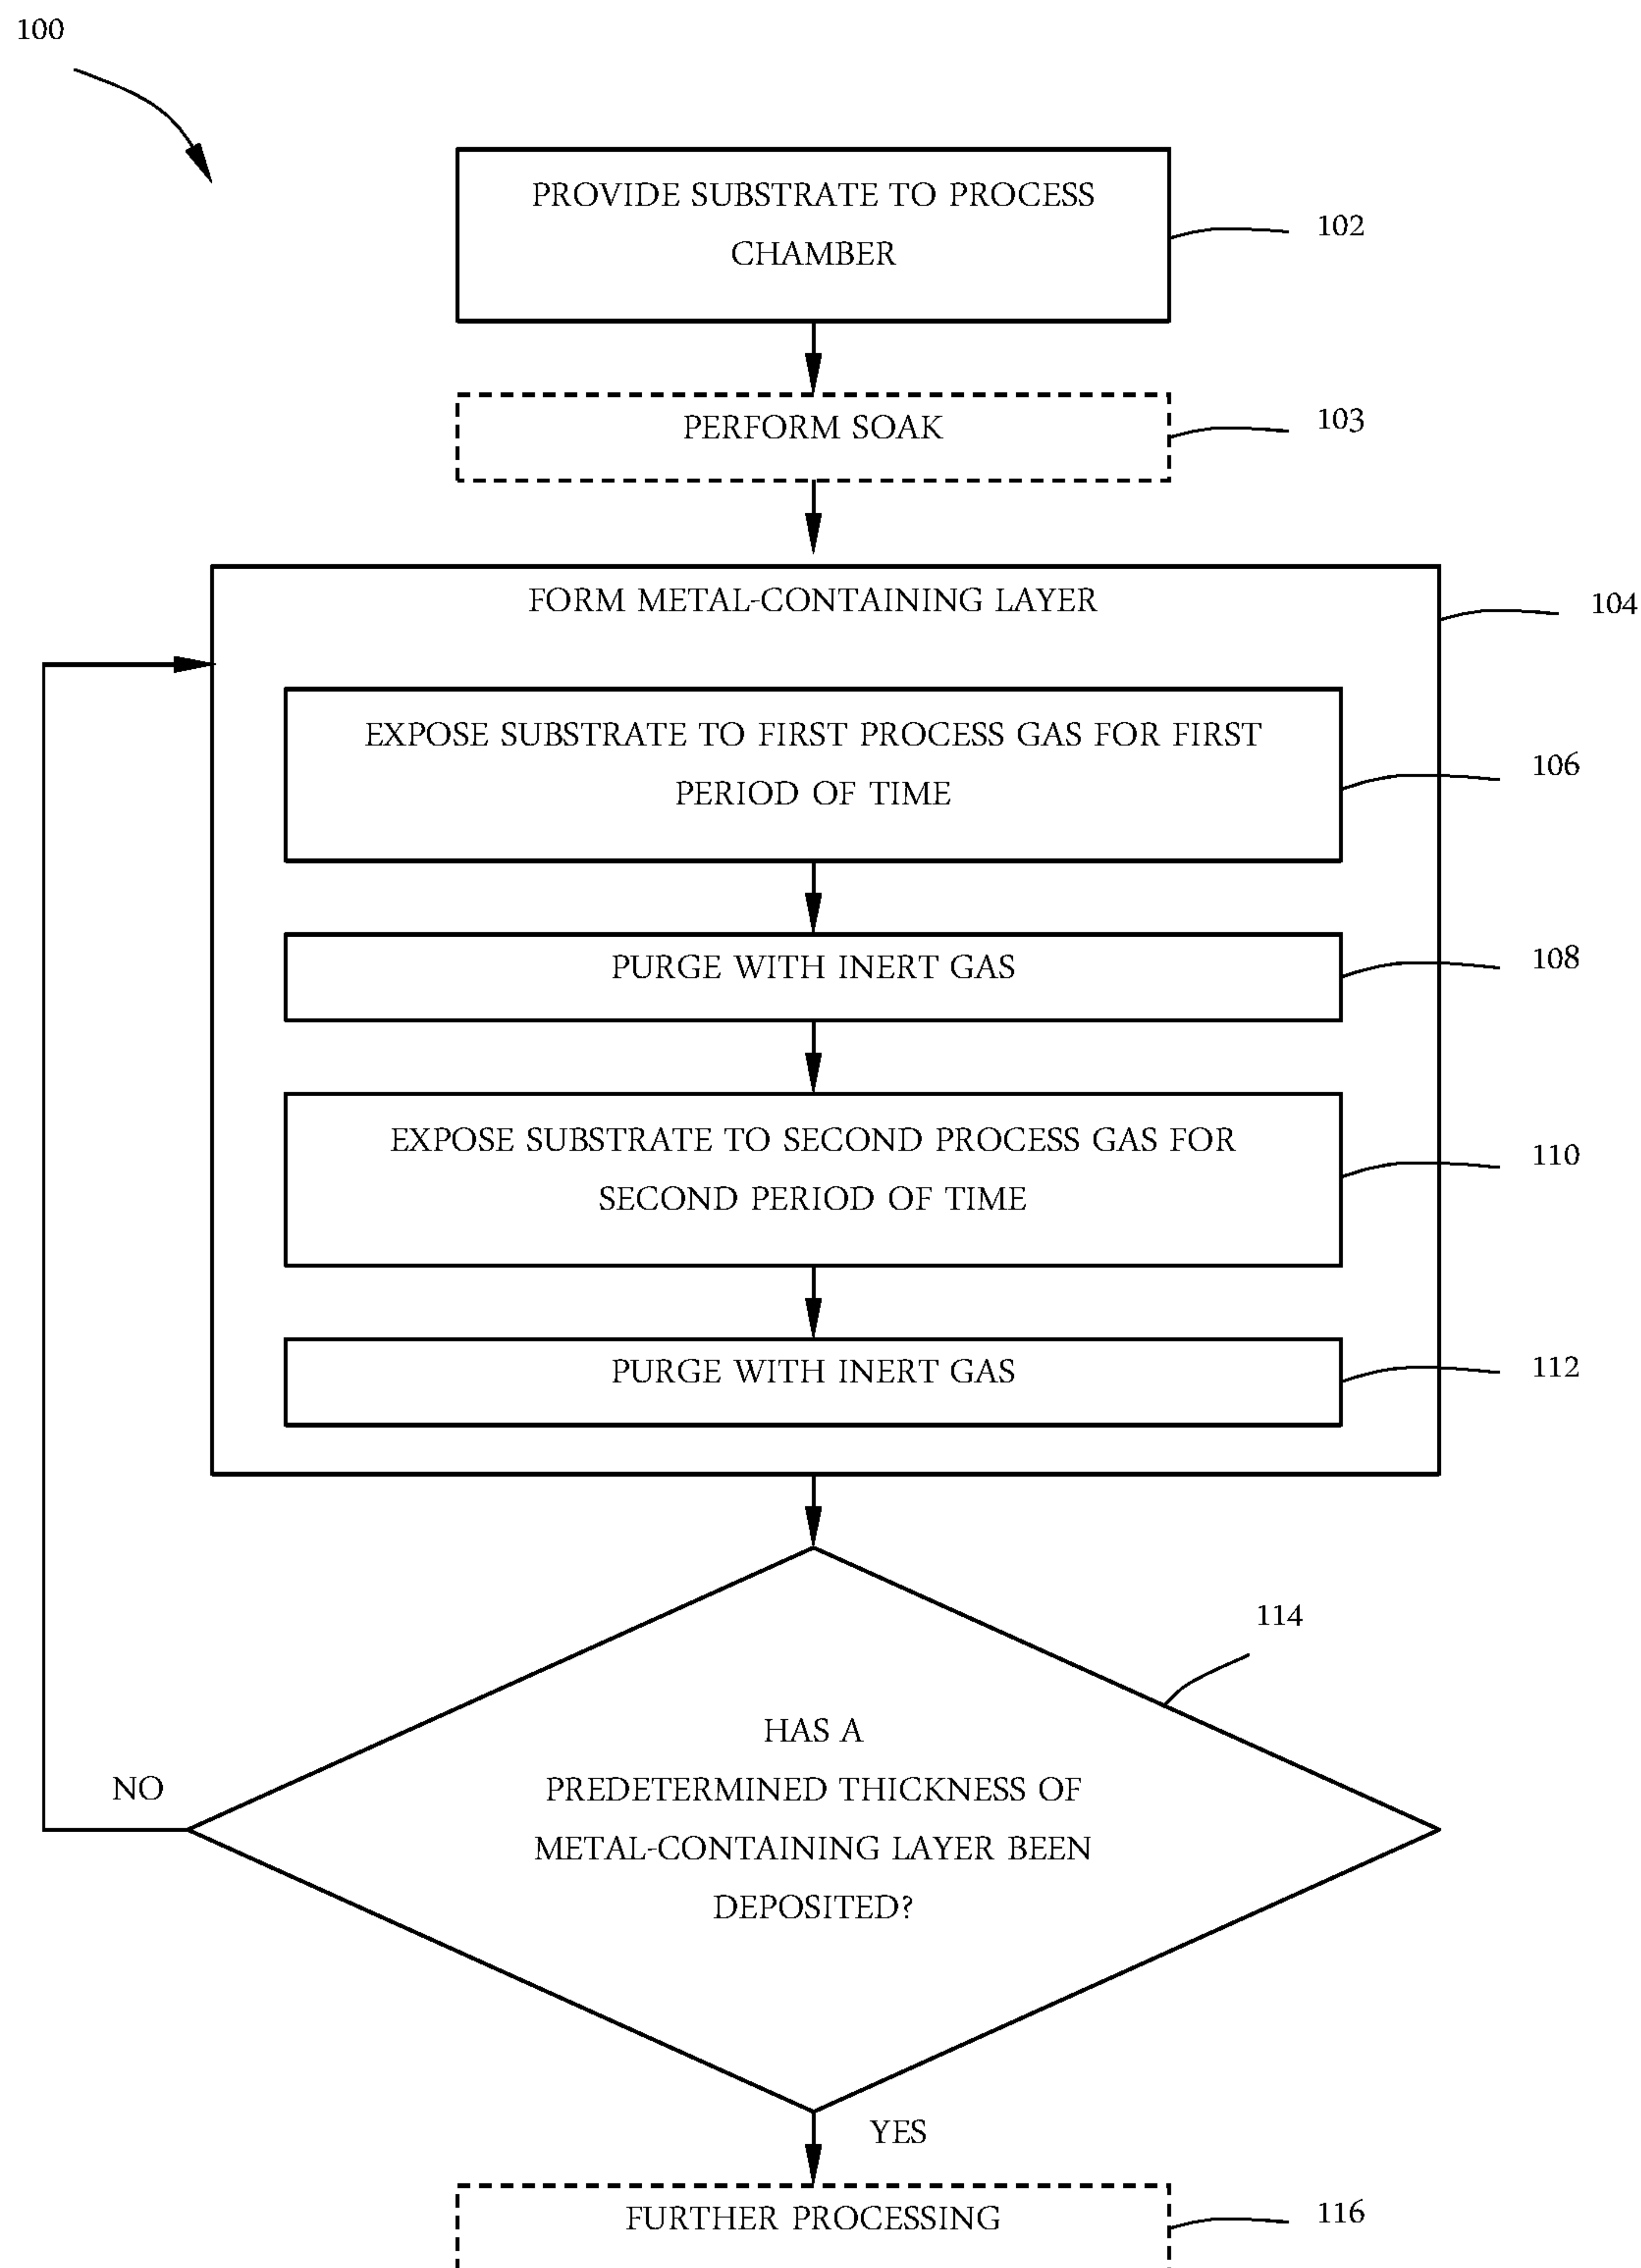 100
PROVIDE SUBSTRATE TO PROCESS
CHAMBER
102
PERFORM SOAK
103
FORM METAL-CONTAINING LAYER
104
EXPOSE SUBSTRATE TO FIRST PROCESS GAS FOR FIRST
PERIOD OF TIME
106
PURGE WITH INERT GAS
108
EXPOSE SUBSTRATE TO SECOND PROCESS GAS FOR
SECOND PERIOD OF TIME
110
PURGE WITH INERT GAS
112
114
HAS A
PREDETERMINED THICKNESS OF
METAL-CONTAINING LAYER BEEN
DEPOSITED?
NO
YES
FURTHER PROCESSING
116